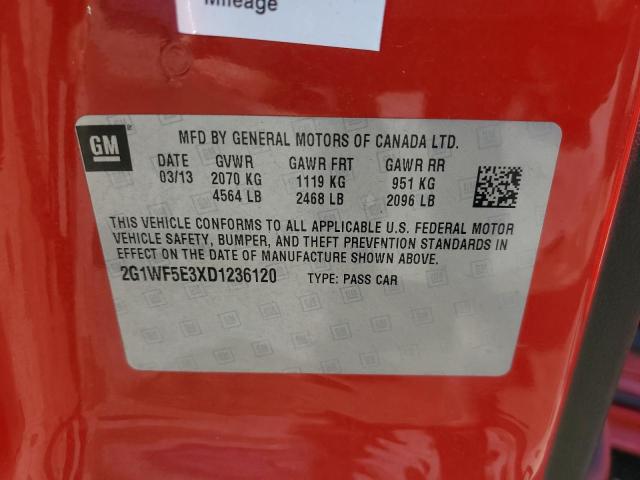 Mileage
GM
MFD BY GENERAL MOTORS OF CANADA LTD.
DATE GVWR GAWR FRT GAWR RR
03/13 2070 KG 1119 KG 951 KG
4564 LB 2468 LB 2096 LB
THIS VEHICLE CONFORMS TO ALL APPLICABLE U.S. FEDERAL MOTOR
VEHICLE SAFETY, BUMPER, AND THEFT PREVENTION STANDARDS IN
EFFECT ON THE DATE OF MANUFACTURE SHOWN ABOVE.
2G1WF5E3XD1236120 TYPE: PASS CAR